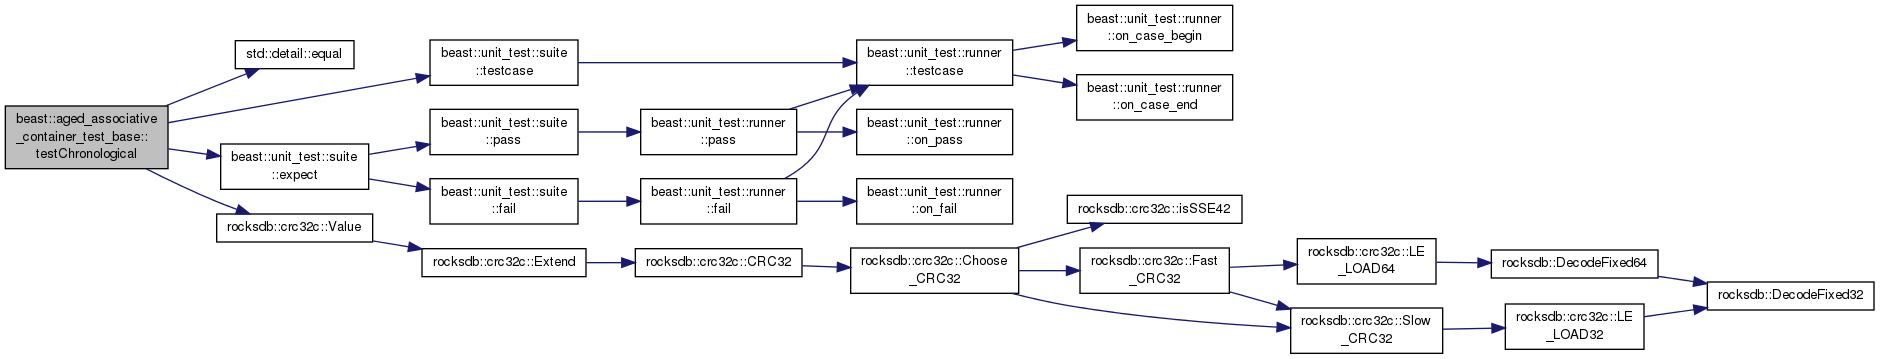 beast::aged_associative
_container_test_base::
testChronological
std::detail::equal
beast::unit_test::suite
::testcase
beast::unit_test::suite
::expect
rocksdb::crc32c::Value
beast::unit_test::suite
::pass
beast::unit_test::suite
::fail
rocksdb::crc32c::Extend
beast::unit_test::runner
::pass
beast::unit_test::runner
::fail
rocksdb::crc32c::CRC32
beast::unit_test::runner
::testcase
beast::unit_test::runner
::on_pass
beast::unit_test::runner
::on_fail
rocksdb::crc32c::Choose
_CRC32
beast::unit_test::runner
::on_case_begin
beast::unit_test::runner
::on_case_end
rocksdb::crc32c::isSSE42
rocksdb::crc32c::Fast
_CRC32
rocksdb::crc32c::LE
_LOAD64
rocksdb::crc32c::Slow
_CRC32
rocksdb::DecodeFixed64
rocksdb::crc32c::LE
_LOAD32
rocksdb::DecodeFixed32